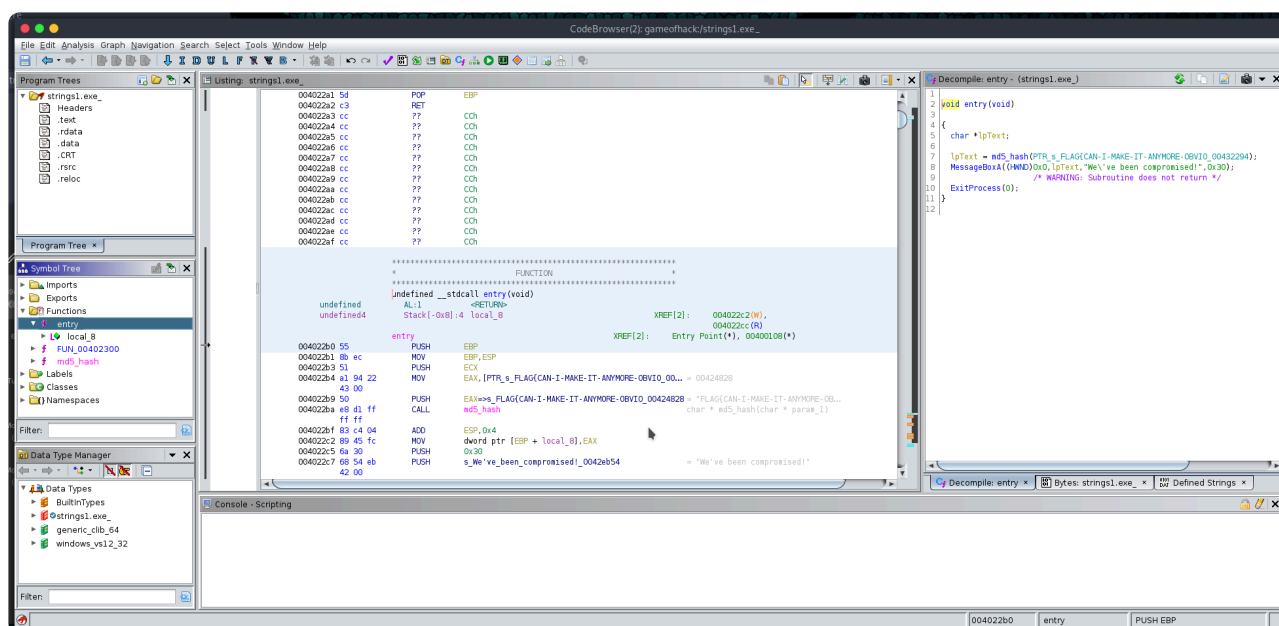 CodeBrowser(2): gameofhack:/strings1.exe_
File Edit Analysis Graph Navigation Search Select Tools Window Help
Program Trees
strings1.exe_
Headers
.text
.rdata
.data
.CRT
.rsrc
.reloc
Program Tree ×
Symbol Tree
Imports
Exports
Functions
entry
local_8
FUN_00402300
md5_hash
Labels
Classes
Namespaces
Filter:
Data Type Manager
Data Types
BuiltInTypes
strings1.exe_
generic_clib_64
windows_vs12_32
Filter:
Listing: strings1.exe_
004022a1 5d POP EBP
004022a2 c3 RET
004022a3 cc ?? CCh
004022a4 cc ?? CCh
004022a5 cc ?? CCh
004022a6 cc ?? CCh
004022a7 cc ?? CCh
004022a8 cc ?? CCh
004022a9 cc ?? CCh
004022aa cc ?? CCh
004022ab cc ?? CCh
004022ac cc ?? CCh
004022ad cc ?? CCh
004022ae cc ?? CCh
004022af cc ?? CCh
* FUNCTION *
undefined __stdcall entry(void)
undefined AL:1 <RETURN>
undefined4 Stack[-0x8]:4 local_8 XREF[2]: 004022c2(W),
004022cc(R)
entry XREF[2]: Entry Point(*), 00400108(*)
004022b0 55 PUSH EBP
004022b1 8b ec MOV EBP,ESP
004022b3 51 PUSH ECX
004022b4 a1 94 22 MOV EAX,[PTR_s_FLAG{CAN-I-MAKE-IT-ANYMORE-OBVIO_00... = 00424828
43 00
004022b9 50 PUSH EAX=>s_FLAG{CAN-I-MAKE-IT-ANYMORE-OBVIO_00424828 = "FLAG{CAN-I-MAKE-IT-ANYMORE-OB...
004022ba e8 d1 ff CALL md5_hash char * md5_hash(char * param_1)
ff ff
004022bf 83 c4 04 ADD ESP,0x4
004022c2 89 45 fc MOV dword ptr [EBP + local_8],EAX
004022c5 6a 30 PUSH 0x30
004022c7 68 54 eb PUSH s_We've_been_compromised!_0042eb54 = "We've been compromised!"
42 00
Decompile: entry - (strings1.exe_)
1
2 void entry(void)
3
4 {
5 char *lpText;
6
7 lpText = md5_hash(PTR_s_FLAG{CAN-I-MAKE-IT-ANYMORE-OBVIO_00432294);
8 MessageBoxA((HWND)0x0,lpText,"We\'ve been compromised!",0x30);
9 /* WARNING: Subroutine does not return */
10 ExitProcess(0);
11 }
12
Decompile: entry × Bytes: strings1.exe_ × Defined Strings ×
Console - Scripting
004022b0 entry PUSH EBP